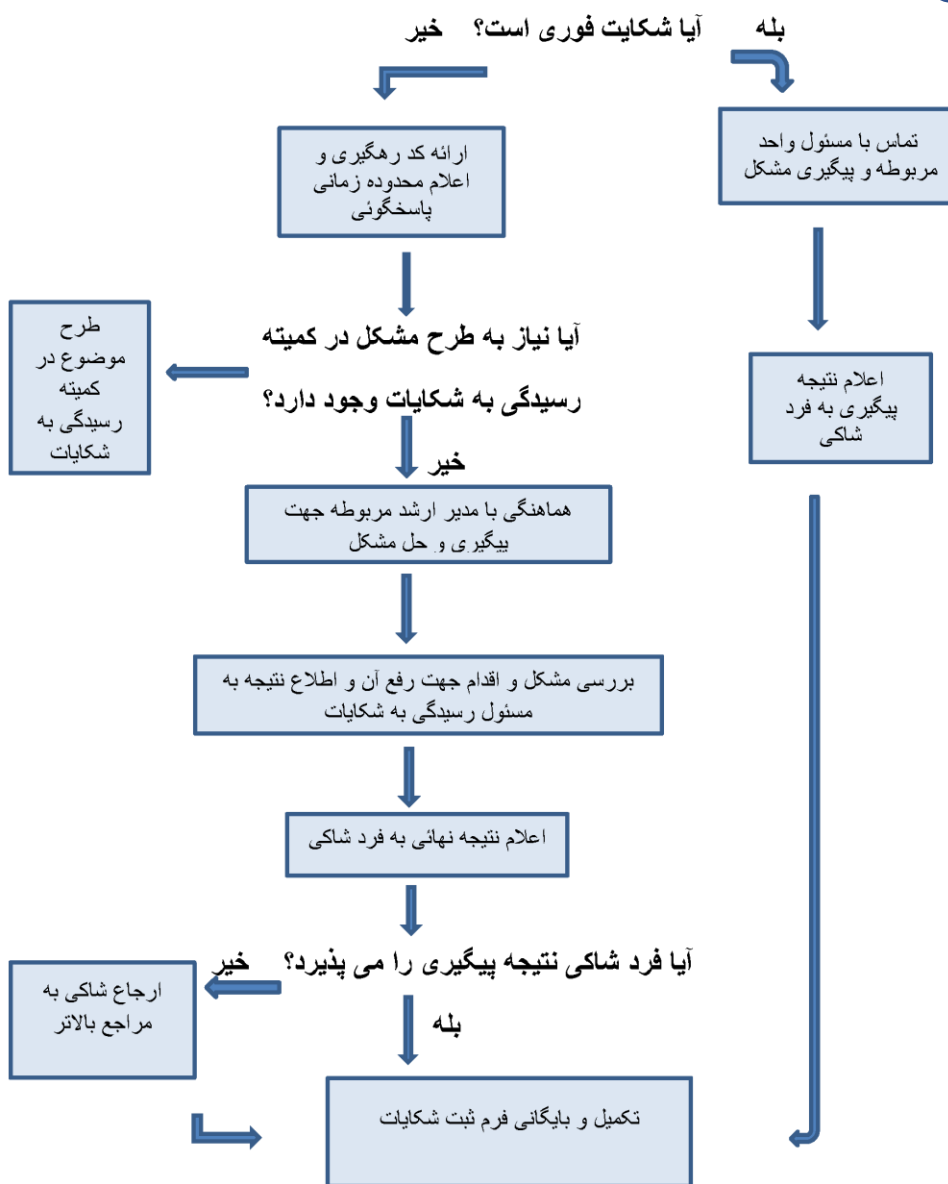 آیا شکایت فوری است؟ خیر
بله
ارائه کد رهگیری و
اعلام محدوده زمانی
پاسخگوئی
تماس با مسئول واحد
مربوطه و پیگیری مشکل
آیا نیاز به طرح مشکل در کمیته
رسیدگی به شکایات وجود دارد؟
خیر
طرح
موضوع در
کمیته
رسیدگی به
شکایات
اعلام نتیجه
پیگیری به فرد
شاکی
هماهنگی با مدیر ارشد مربوطه جهت
پیگیری و حل مشکل
بررسی مشکل و اقدام جهت رفع آن و اطلاع نتیجه به
مسئول رسیدگی به شکایات
اعلام نتیجه نهائی به فرد شاکی
آیا فرد شاکی نتیجه پیگیری را می پذیرد؟ خیر
بله
ارجاع شاکی به
مراجع بالاتر
تکمیل و بایگانی فرم ثبت شکایات